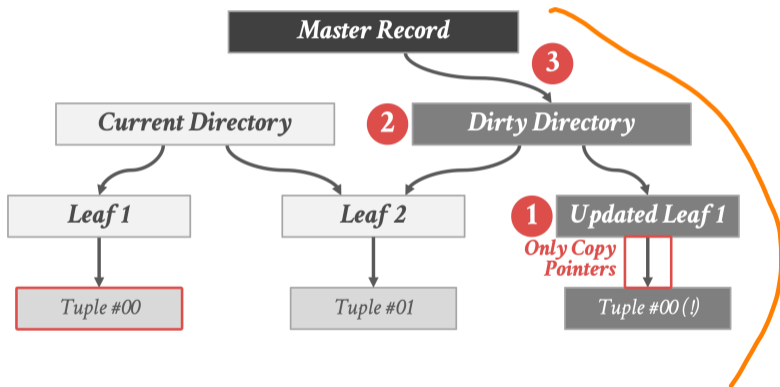 Master Record
3
Current Directory
2
Dirty Directory
Leaf 1
Leaf 2
1
Updated Leaf 1
Only Copy
Pointers
Tuple #00
Tuple #01
Tuple #00 (!)